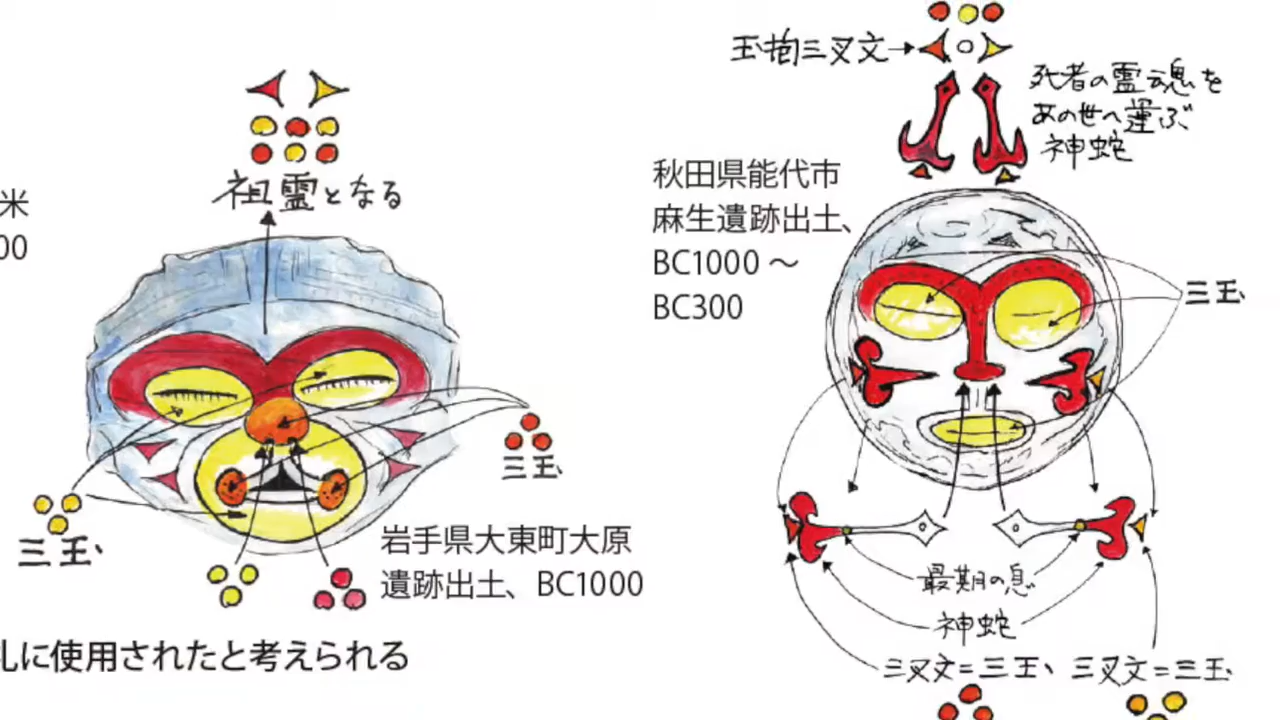 米
00
祖霊となる
三玉
三玉
岩手県大東町大原
遺跡出土、BC1000
札に使用されたと考えられる
玉抱三叉文
死者の霊魂を
あの世へ運ぶ
神蛇
秋田県能代市
麻生遺跡出土、
BC1000～
BC300
三玉
最期の息
神蛇
三叉文=三玉、三叉文=三玉